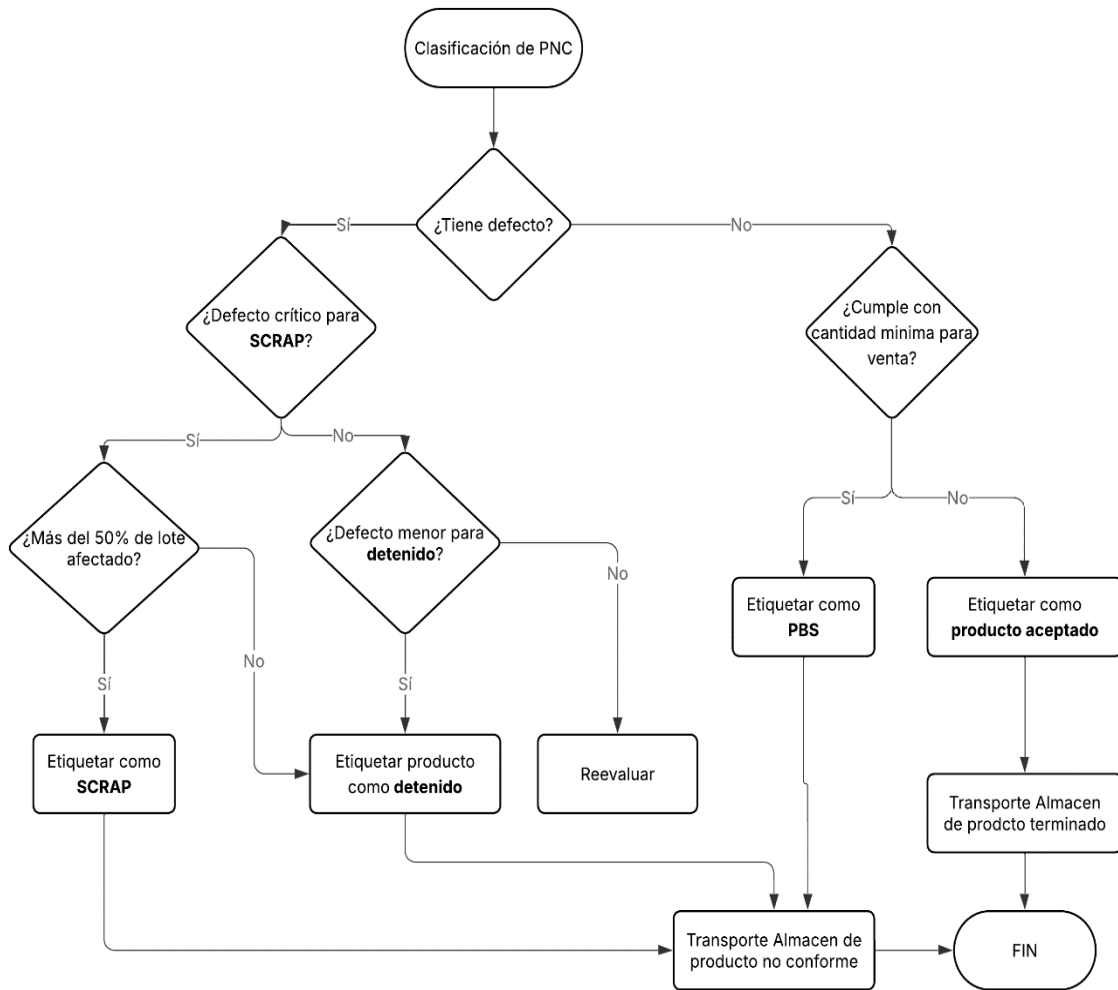 Clasificación de PNC
¿Tiene defecto?
Sí
No
¿Defecto crítico para
SCRAP?
¿Cumple con
cantidad minima para
venta?
Sí
No
Sí
No
¿Más del 50% de lote
afectado?
¿Defecto menor para
detenido?
No
Etiquetar como
PBS
Etiquetar como
producto aceptado
No
Sí
Sí
Etiquetar como
SCRAP
Etiquetar producto
como detenido
Reevaluar
Transporte Almacen
de prodcto terminado
Transporte Almacen de
producto no conforme
FIN